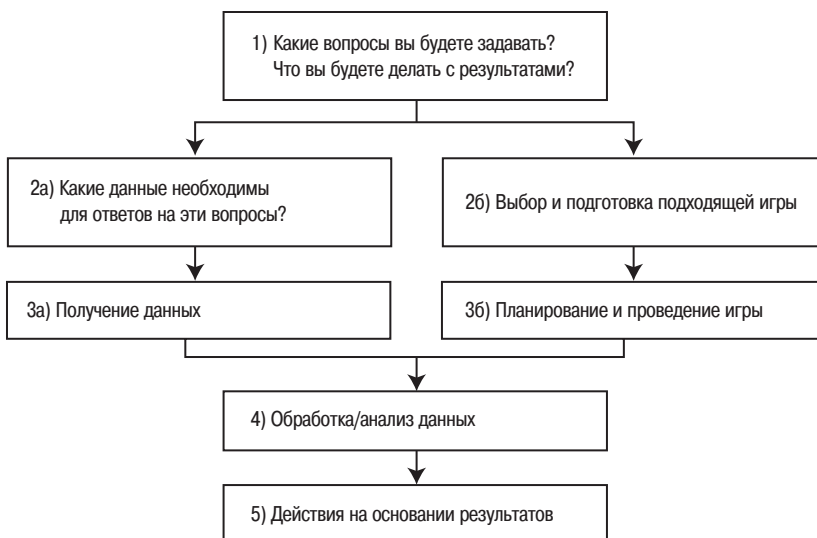 1) Какие вопросы вы будете задавать?
Что вы будете делать с результатами?
2а) Какие данные необходимы
для ответов на эти вопросы?
2б) Выбор и подготовка подходящей игры
3а) Получение данных
3б) Планирование и проведение игры
4) Обработка/анализ данных
5) Действия на основании результатов